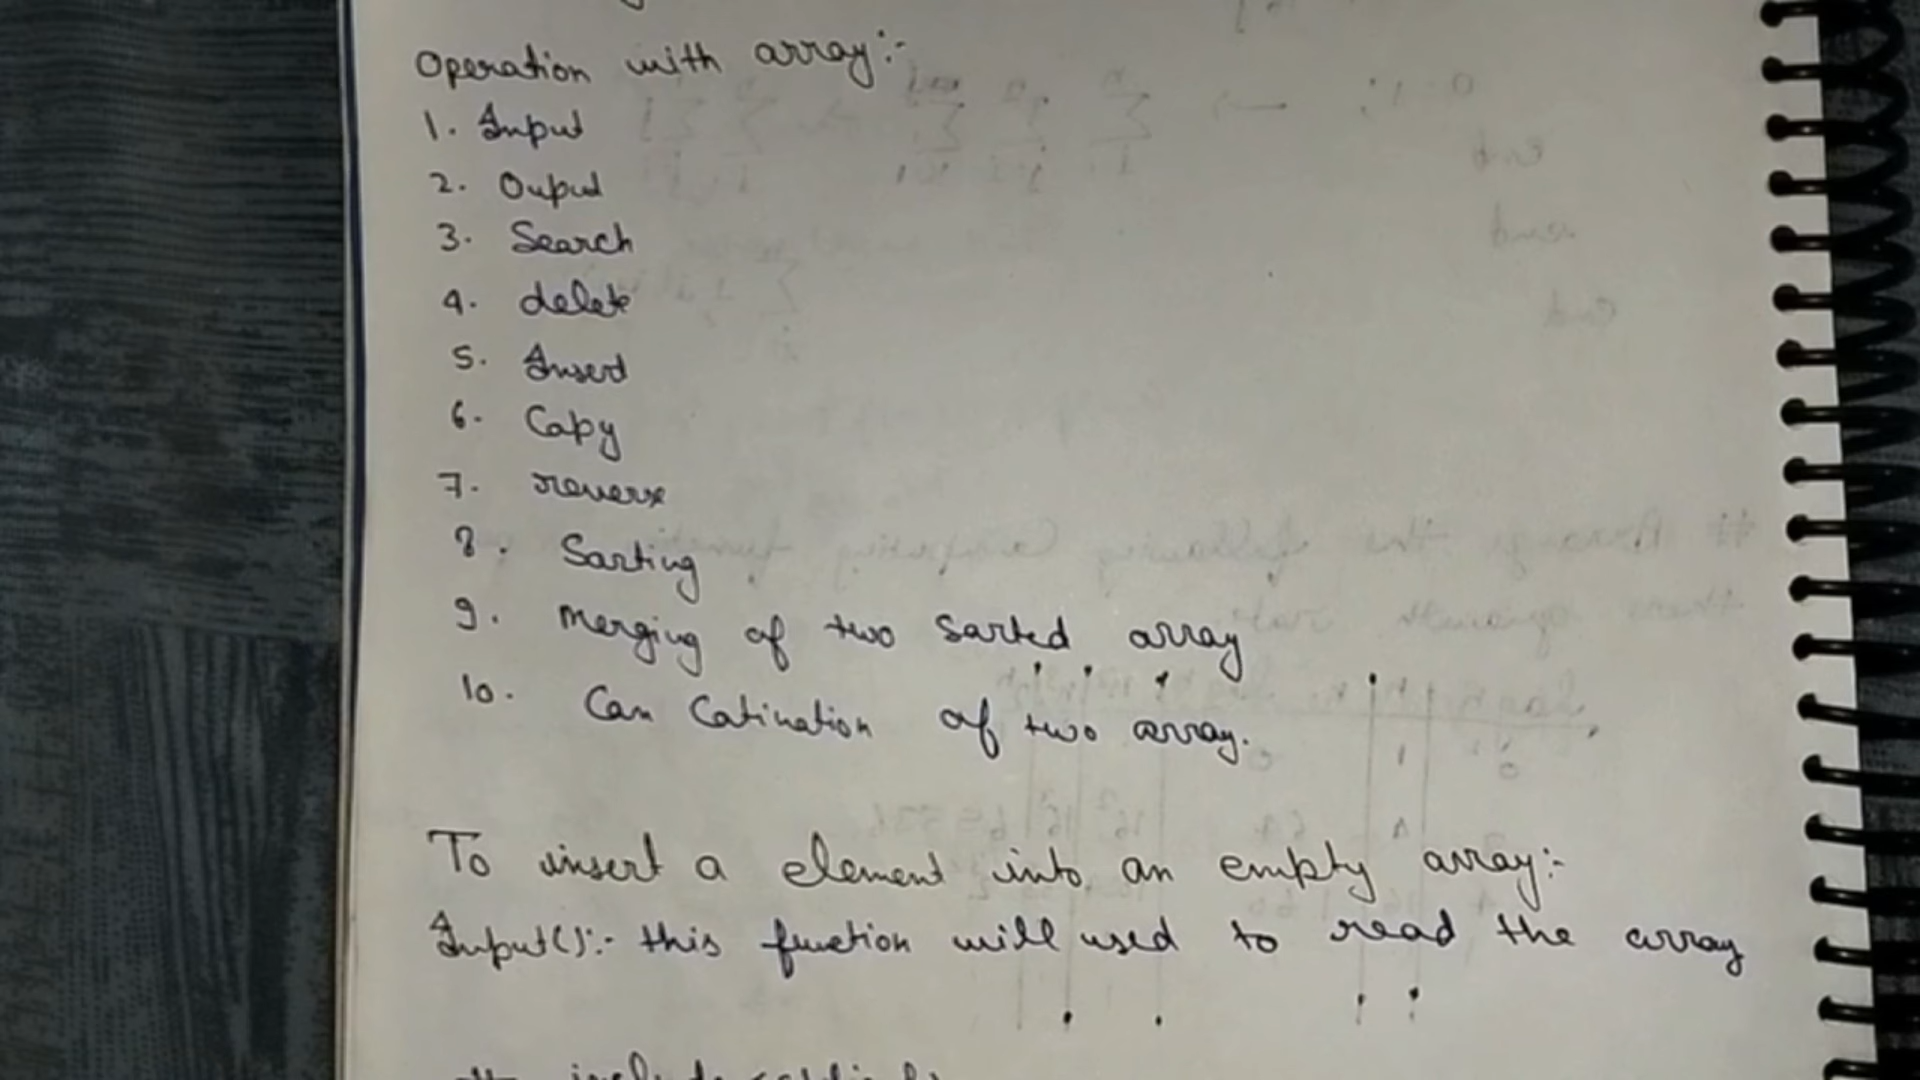 Operation with array:-
1. Input
2. Ouput
3. Search
4. delete
5. Insert
6. Copy
7. reverse
8. Sorting
9. Merging of two Sorted array
10. Con Catination of two array.
To insert a element into an empty array:-
Input():- this function will used to read the array